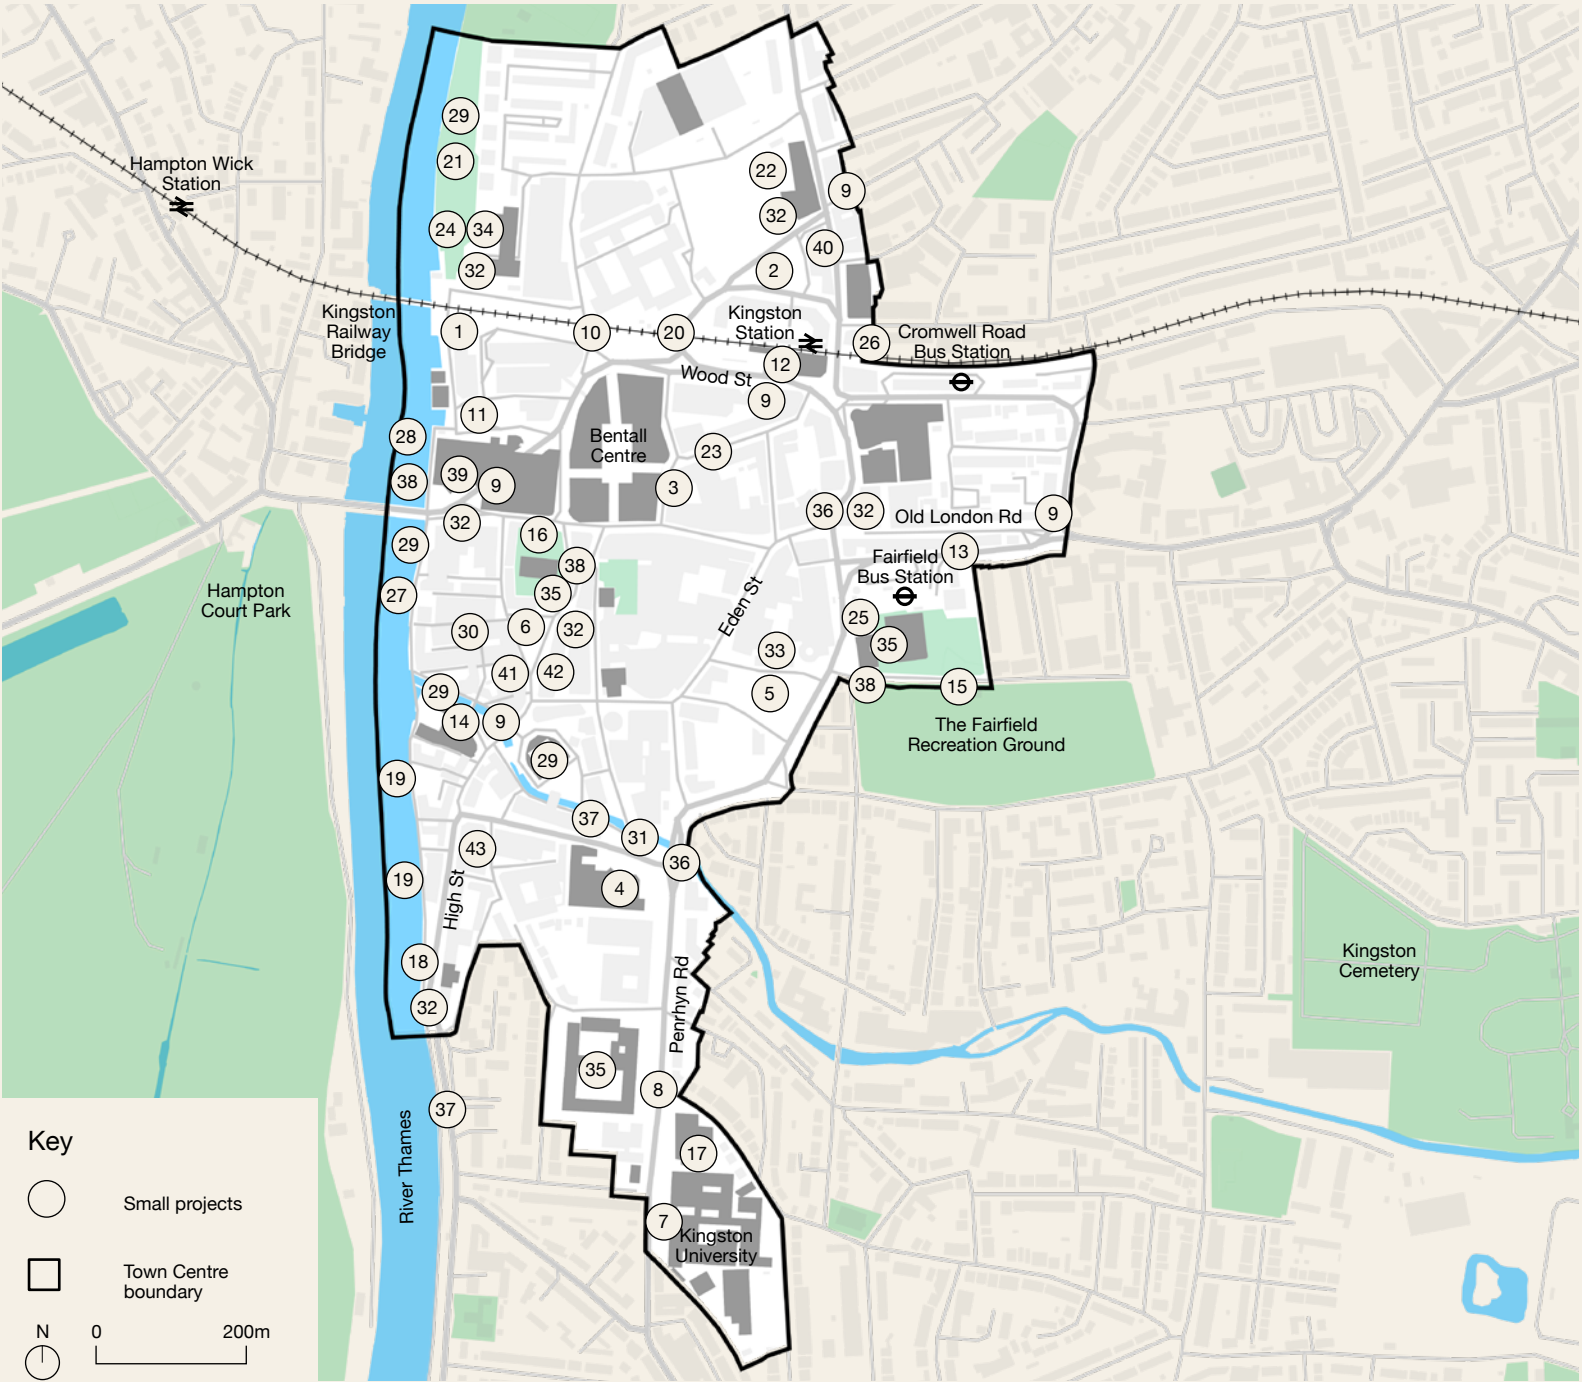 29
21
Hampton Wick
Station
22
9
24
34
32
40
32
2
Kingston
Railway
Bridge
1
10
20
Kingston
Station
26
Cromwell Road
Bus Station
12
Wood St
9
11
28
Bentall
Centre
23
39
9
38
3
36
32
Old London Rd
9
32
16
29
13
38
Fairfield
Bus Station
Hampton
Court Park
27
35
Eden St
25
30
6
32
33
35
41
42
29
5
38
15
14
9
The Fairfield
Recreation Ground
29
19
37
31
43
36
19
4
High St
18
Kingston
Cemetery
32
Penrhyn Rd
35
8
37
River Thames
17
7
Kingston
University
Key
Small projects
Town Centre
boundary
N
0
200m